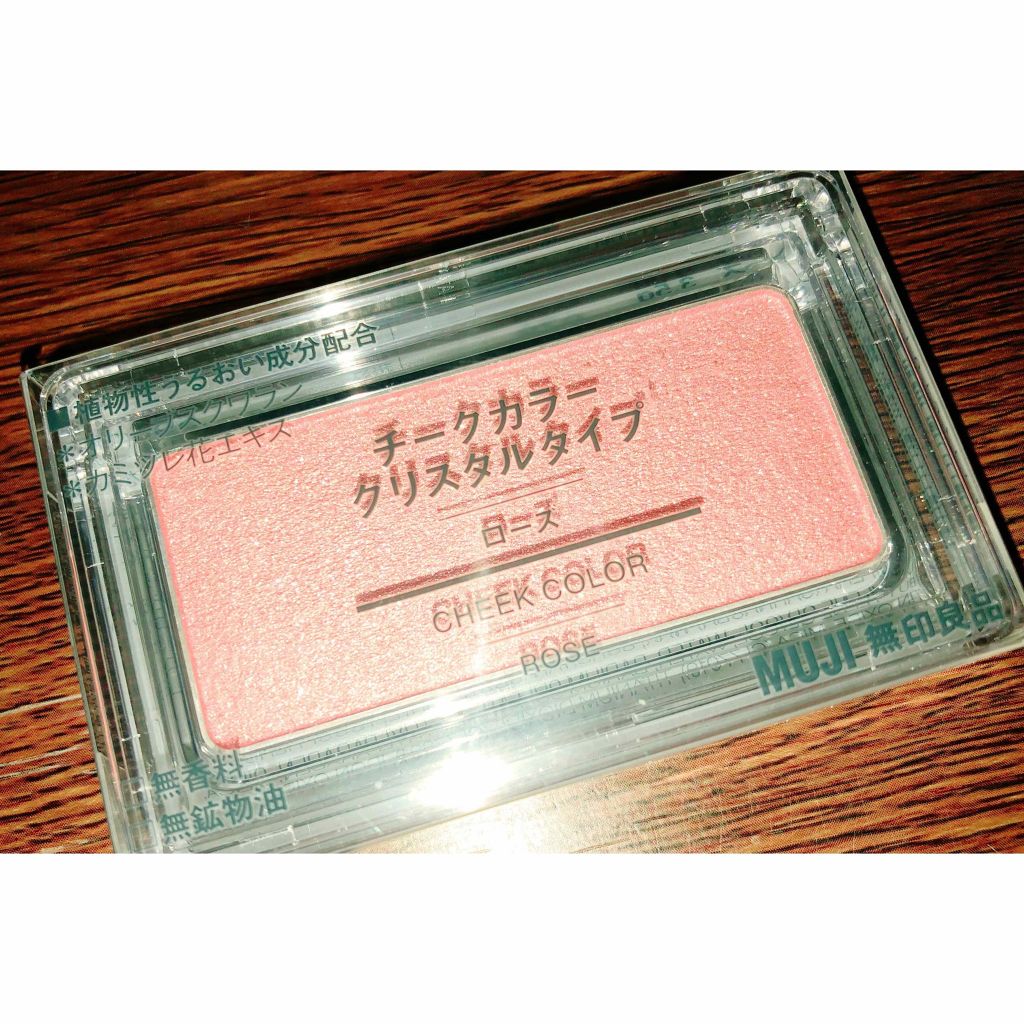 ■植物性うるおい成分配合
＊オリーブスクワラン
＊カミツレ花エキス
チークカラー
クリスタルタイプ
ローズ
CHEEK COLOR
ROSE
MUJI 無印良品
□無香料
□無鉱物油